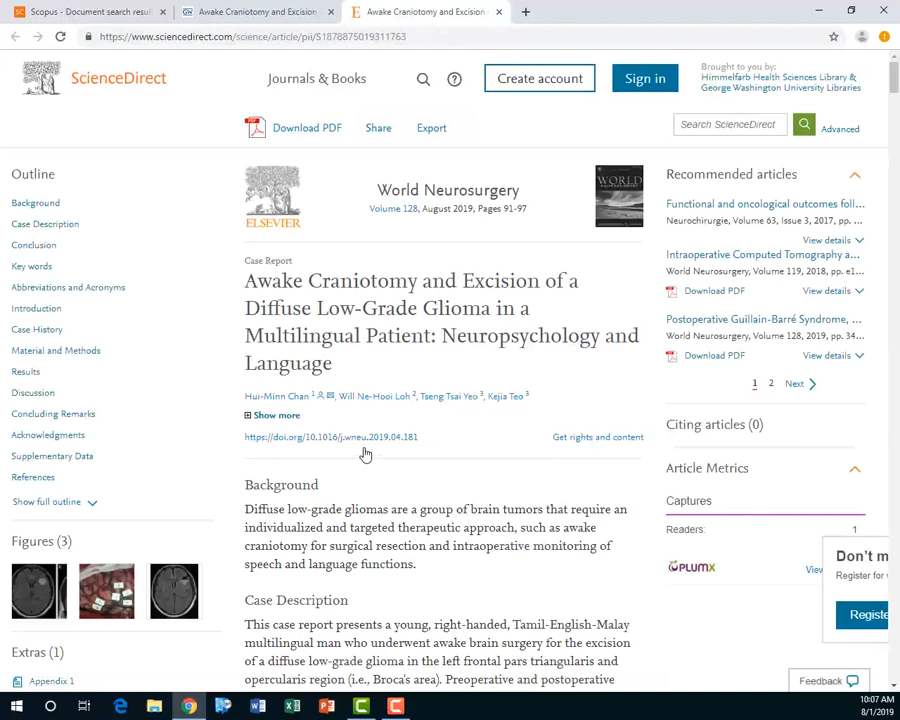 Scopus - Document search resul
Awake Craniotomy and Excision
Awake Craniotomy and Excision
https://www.sciencedirect.com/science/article/pii/S1878875019311763
ScienceDirect
Journals & Books
Create account
Sign in
Brought to you by:
Himmelfarb Health Sciences Library &
George Washington University Libraries
PDF
Download PDF
Share
Export
Search ScienceDirect
Advanced
Outline
Background
Case Description
Conclusion
Key words
Abbreviations and Acronyms
Introduction
Case History
Material and Methods
Results
Discussion
Concluding Remarks
Acknowledgments
Supplementary Data
References
Show full outline
Figures (3)
Extras (1)
Appendix 1
ELSEVIER
World Neurosurgery
Volume 128, August 2019, Pages 91-97
WORLD
Case Report
Awake Craniotomy and Excision of a
Diffuse Low-Grade Glioma in a
Multilingual Patient: Neuropsychology and
Language
Hui-Minn Chan 1, Will Ne-Hooi Loh 2, Tseng Tsai Yeo 3, Kejia Teo 3
Show more
https://doi.org/10.1016/j.wneu.2019.04.181
Get rights and content
Background
Diffuse low-grade gliomas are a group of brain tumors that require an
individualized and targeted therapeutic approach, such as awake
craniotomy for surgical resection and intraoperative monitoring of
speech and language functions.
Case Description
This case report presents a young, right-handed, Tamil-English-Malay
multilingual man who underwent awake brain surgery for the excision
of a diffuse low-grade glioma in the left frontal pars triangularis and
opercularis region (i.e., Broca's area). Preoperative and postoperative
Recommended articles
Functional and oncological outcomes foll...
Neurochirurgie, Volume 63, Issue 3, 2017, pp. ...
View details
Intraoperative Computed Tomography a...
World Neurosurgery, Volume 119, 2018, pp. e1...
Download PDF
View details
Postoperative Guillain-Barré Syndrome, ...
World Neurosurgery, Volume 128, 2019, pp. 34...
Download PDF
View details
1 2 Next
Citing articles (0)
Article Metrics
Captures
Readers: 1
PLUMX
View
Don't m
Register for
Registe
Feedback
10:07 AM
8/1/2019